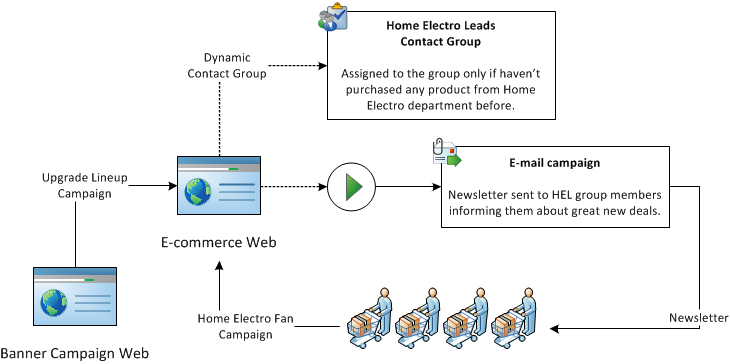 Home Electro Leads
Contact Group
Assigned to the group only if haven't
purchased any product from Home
Electro department before.
Dynamic
Contact Group
E-mail campaign
Newsletter sent to HEL group members
informing them about great new deals.
Upgrade Lineup
Campaign
E-commerce Web
Home Electro Fan
Campaign
Newsletter
Banner Campaign Web